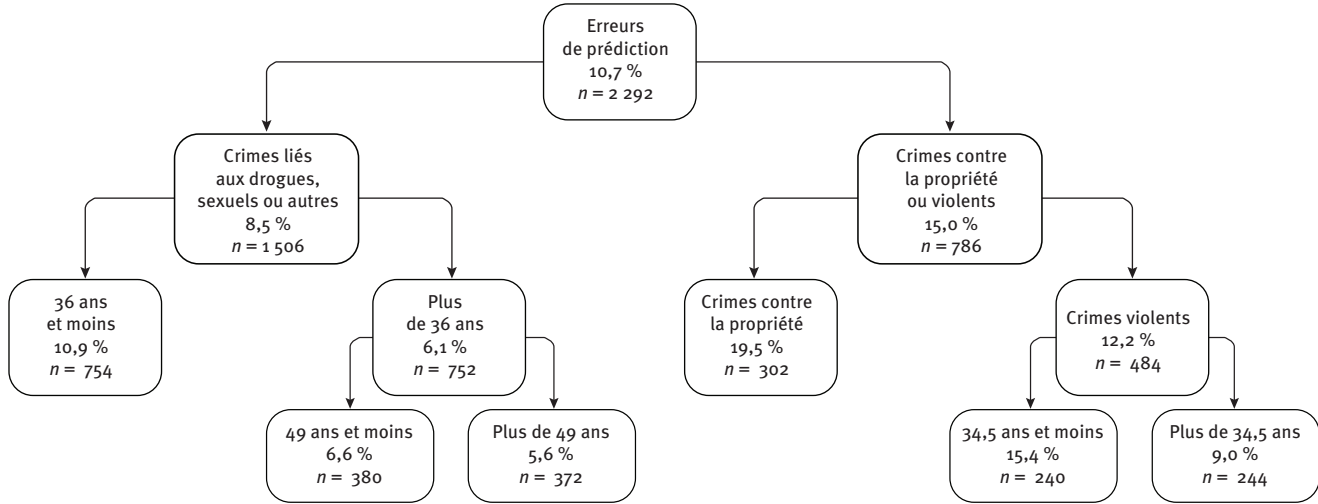 Erreurs
de prédiction
10,7 %
n = 2 292
Crimes liés
aux drogues,
sexuels ou autres
8,5 %
n = 1 506
Crimes contre
la propriété
ou violents
15,0 %
n = 786
36 ans
et moins
10,9 %
n = 754
Plus
de 36 ans
6,1 %
n = 752
Crimes contre
la propriété
19,5 %
n = 302
Crimes violents
12,2 %
n = 484
49 ans et moins
6,6 %
n = 380
Plus de 49 ans
5,6 %
n = 372
34,5 ans et moins
15,4 %
n = 240
Plus de 34,5 ans
9,0 %
n = 244